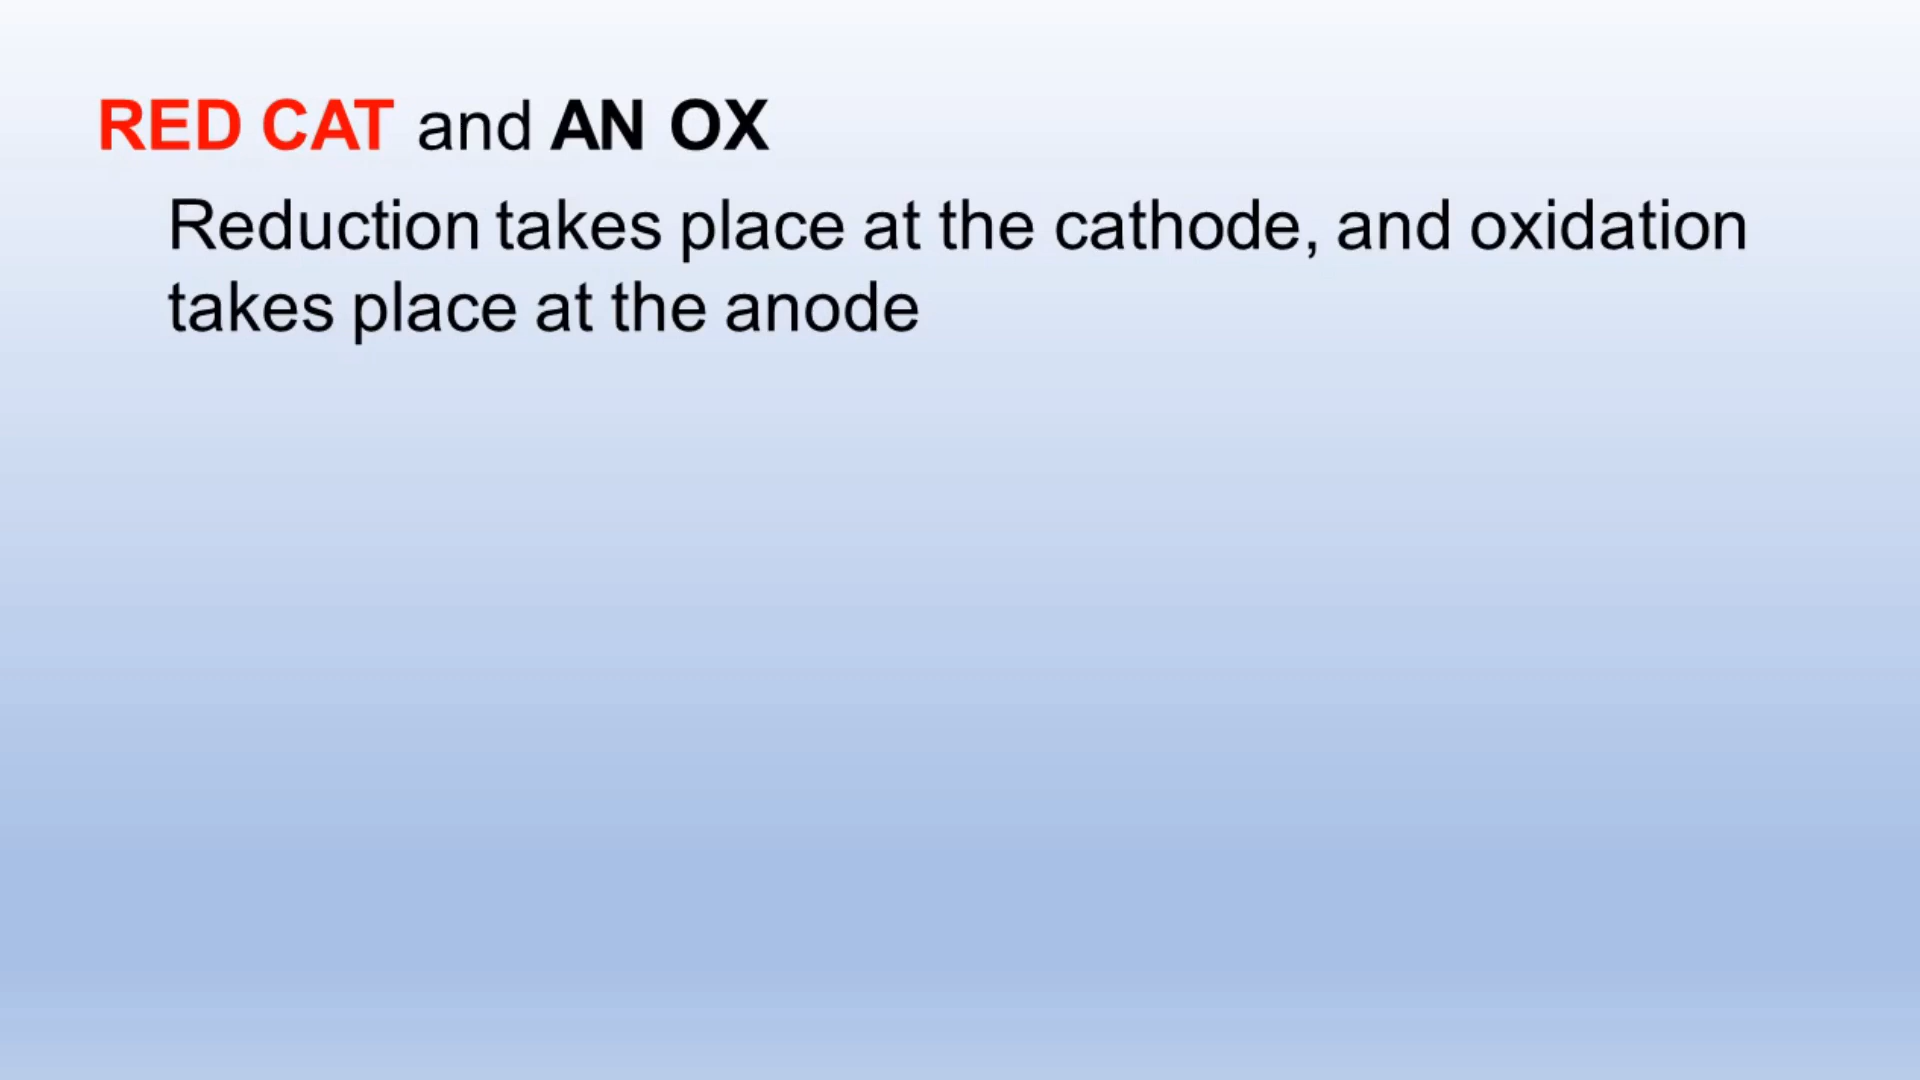 RED CAT and AN OX
Reduction takes place at the cathode, and oxidation
takes place at the anode